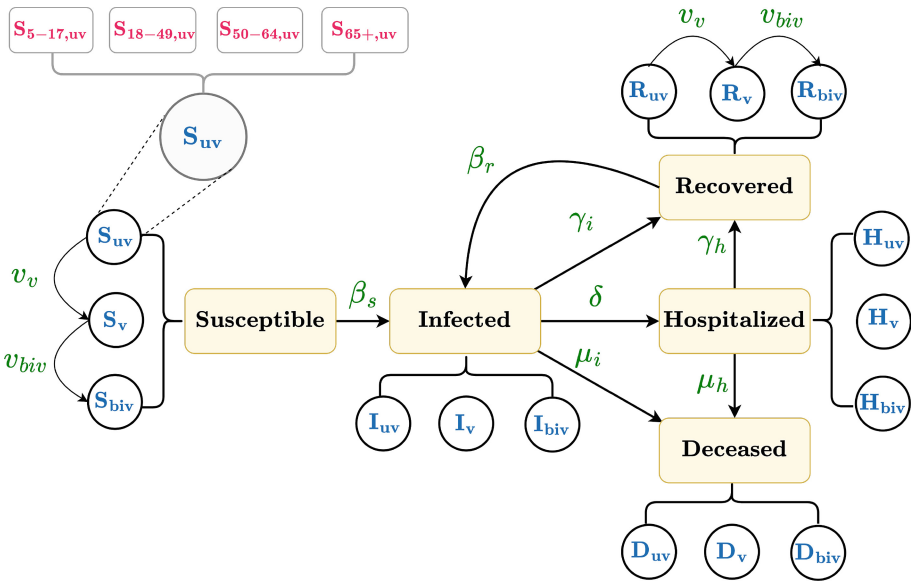 S5−17,uv S18−49,uv S50−64,uv S65+,uv
vv vbiv
Ruv Rv Rbiv
Suv
βr
Recovered
γi
γh
Suv
Huv
vv
βs
δ
Sv Susceptible Infected Hospitalized Hv
vbiv
μi
μh
Sbiv
Hbiv
Iuv Iv Ibiv
Deceased
Duv Dv Dbiv